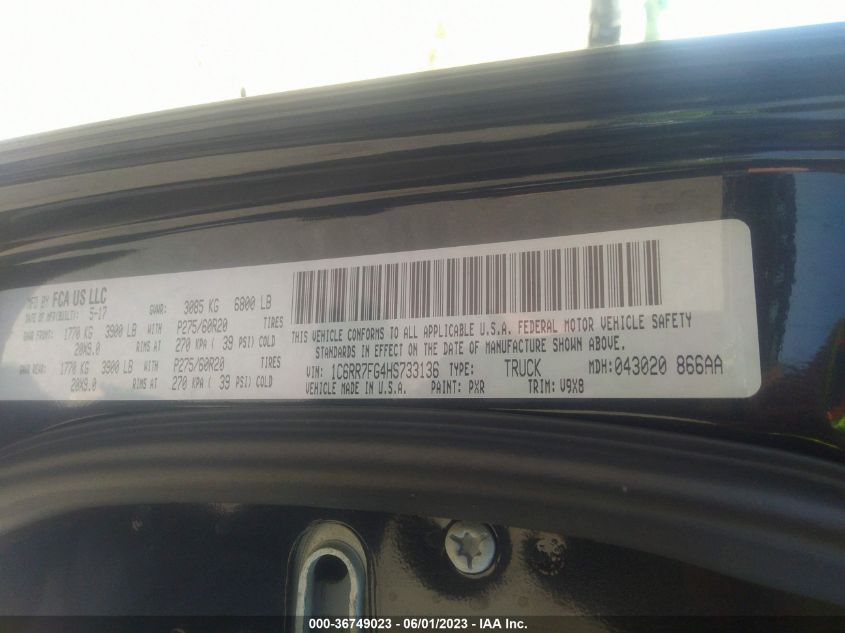 MFD BY FCA US LLC
DATE OF MFR(BUILT): 5-17 GVWR: 3085 KG 6800 LB
GAWR FRONT: 1770 KG 3900 LB WITH P275/60R20 TIRES
20X9.0 RIMS AT 270 KPA ( 39 PSI) COLD
GAWR REAR: 1770 KG 3900 LB WITH P275/60R20 TIRES
20X9.0 RIMS AT 270 KPA ( 39 PSI) COLD
THIS VEHICLE CONFORMS TO ALL APPLICABLE U.S.A. FEDERAL MOTOR VEHICLE SAFETY
STANDARDS IN EFFECT ON THE DATE OF MANUFACTURE SHOWN ABOVE.
VIN: 1C6RR7FG4HS733136 TYPE: TRUCK MDH: 043020 866AA
VEHICLE MADE IN U.S.A. PAINT: PXR TRIM: V9X8
000-36749023 - 06/01/2023 - IAA Inc.